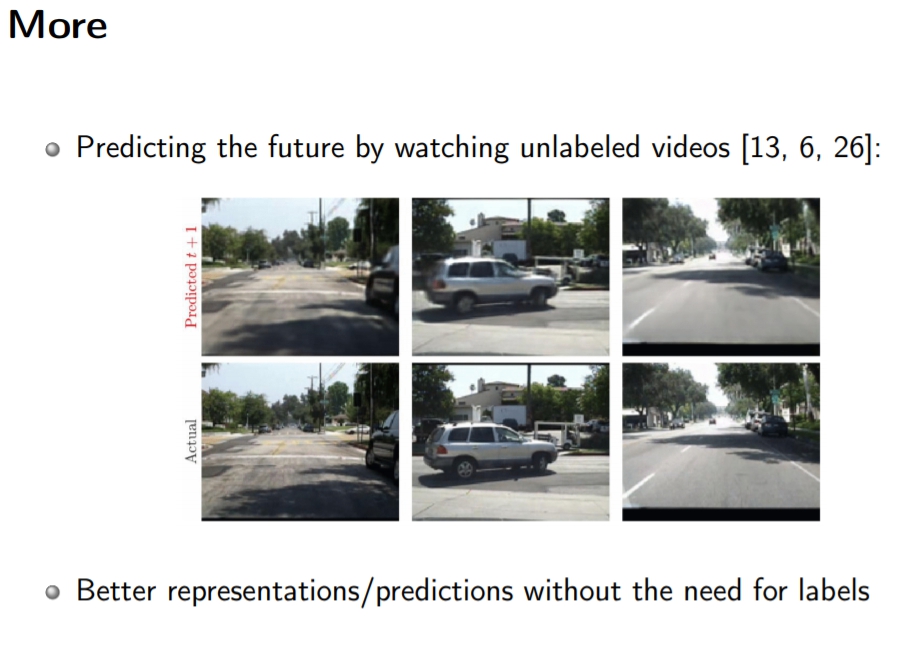 More
Predicting the future by watching unlabeled videos [13, 6, 26]:
Predicted t + 1
Actual
Better representations/predictions without the need for labels